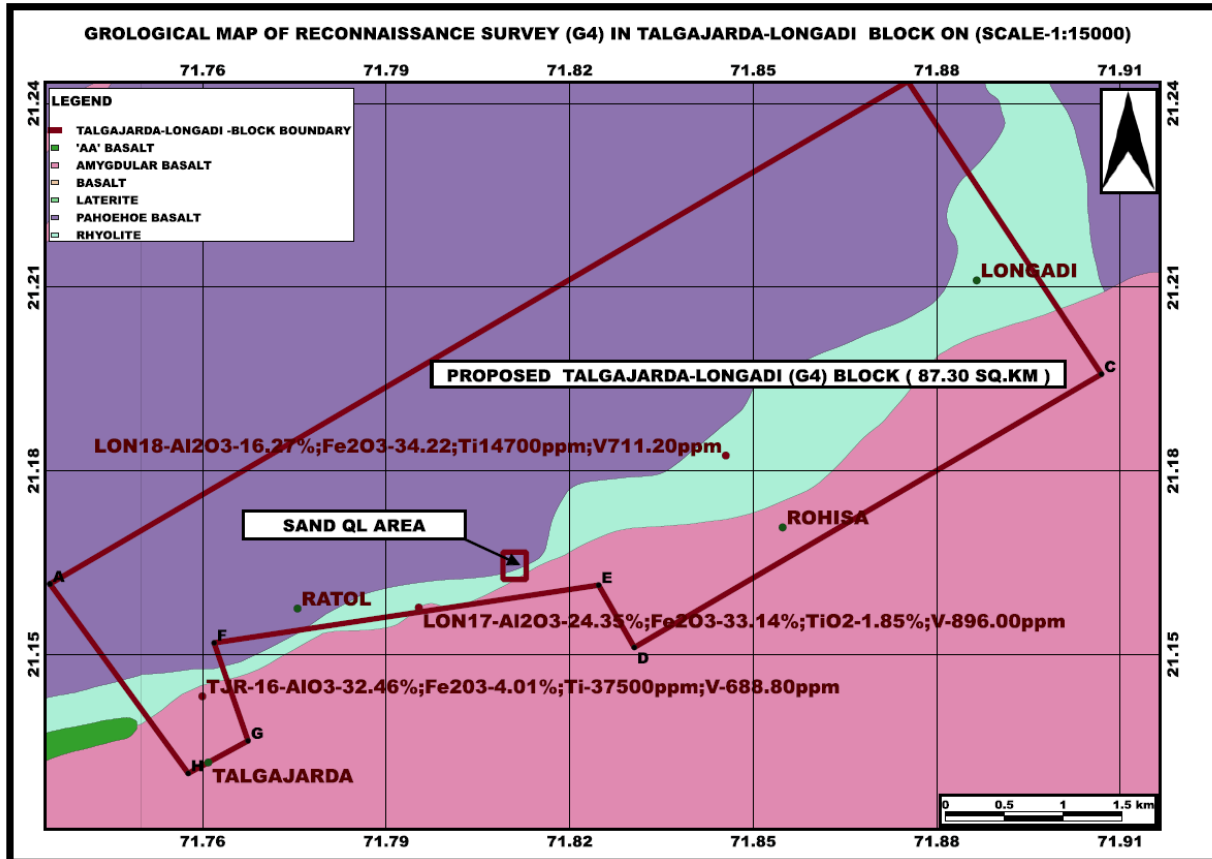 GROLOGICAL MAP OF RECONNAISSANCE SURVEY (G4) IN TALGAJARDA-LONGADI BLOCK ON (SCALE-1:15000)
71.76 71.79 71.82 71.85 71.88 71.91
21.24 21.24
LEGEND
TALGAJARDA-LONGADI -BLOCK BOUNDARY
'AA' BASALT
AMYGDULAR BASALT
BASALT
LATERITE
PAHOEHOE BASALT
RHYOLITE
LONGADI
21.21 21.21
C
PROPOSED TALGAJARDA-LONGADI (G4) BLOCK ( 87.30 SQ.KM )
LON18-Al2O3-16.27%;Fe2O3-34.22;Ti14700ppm;V711.20ppm
21.18 21.18
ROHISA
SAND QL AREA
A
E
RATOL
LON17-Al2O3-24.35%;Fe2O3-33.14%;TiO2-1.85%;V-896.00ppm
F
21.15 21.15
D
TJR-16-AlO3-32.46%;Fe203-4.01%;Ti-37500ppm;V-688.80ppm
G
H
TALGAJARDA
0 0.5 1 1.5 km
71.76 71.79 71.82 71.85 71.88 71.91